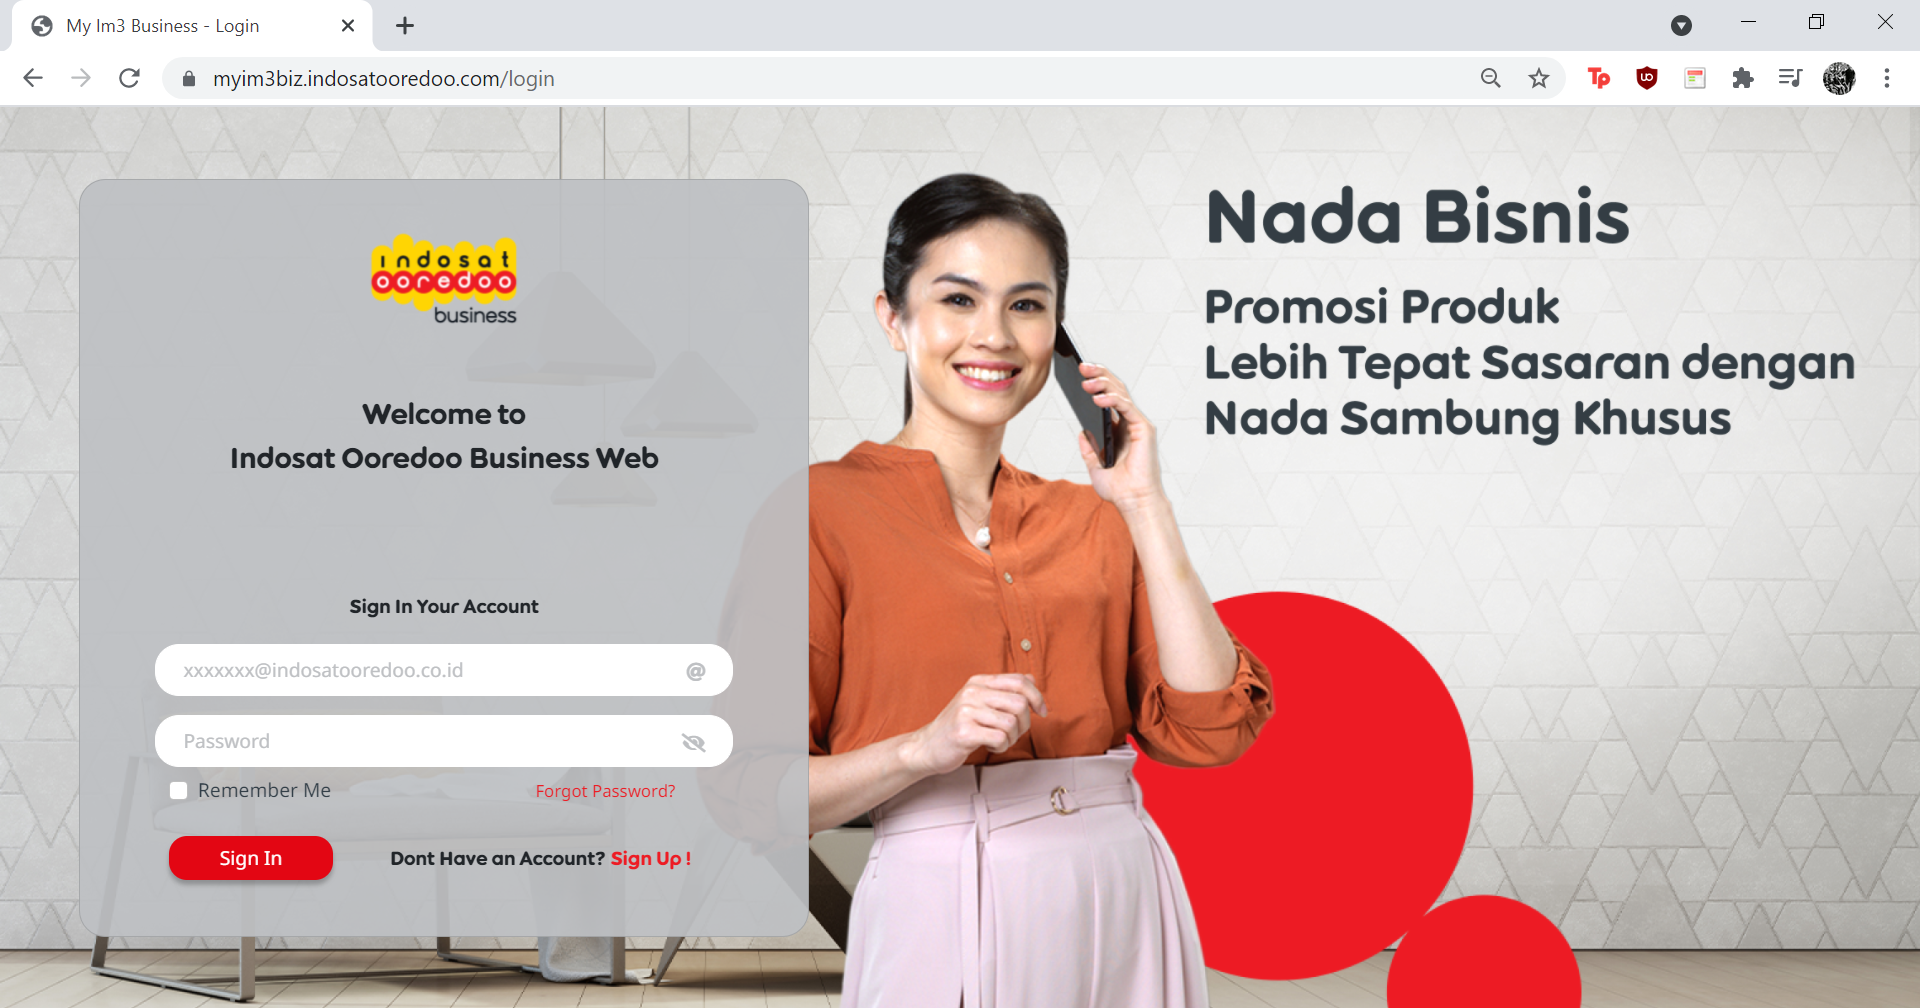 My Im3 Business - Login
myim3biz.indosatooredoo.com/login
Tp
indosat
ooredoo
business
Welcome to
Indosat Ooredoo Business Web
Sign In Your Account
xxxxxxx@indosatooredoo.co.id @
Password
Remember Me Forgot Password?
Sign In Dont Have an Account? Sign Up !
Nada Bisnis
Promosi Produk
Lebih Tepat Sasaran dengan
Nada Sambung Khusus